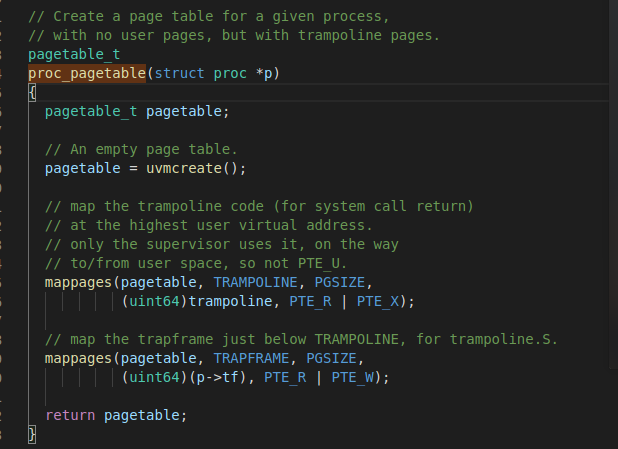 // Create a page table for a given process,
// with no user pages, but with trampoline pages.
pagetable_t
proc_pagetable(struct proc *p)
{
pagetable_t pagetable;
// An empty page table.
pagetable = uvmcreate();
// map the trampoline code (for system call return)
// at the highest user virtual address.
// only the supervisor uses it, on the way
// to/from user space, so not PTE_U.
mappages(pagetable, TRAMPOLINE, PGSIZE,
(uint64)trampoline, PTE_R | PTE_X);
// map the trapframe just below TRAMPOLINE, for trampoline.S.
mappages(pagetable, TRAPFRAME, PGSIZE,
(uint64)(p->tf), PTE_R | PTE_W);
return pagetable;
}